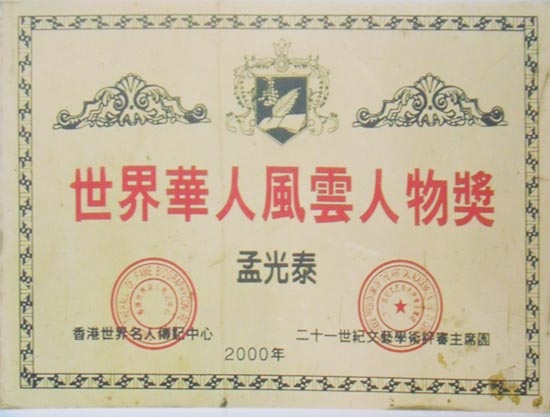 世界華人風雲人物獎
孟光泰
香港世界名人傳記中心
二十一世紀文藝學術評審主席團
2000年